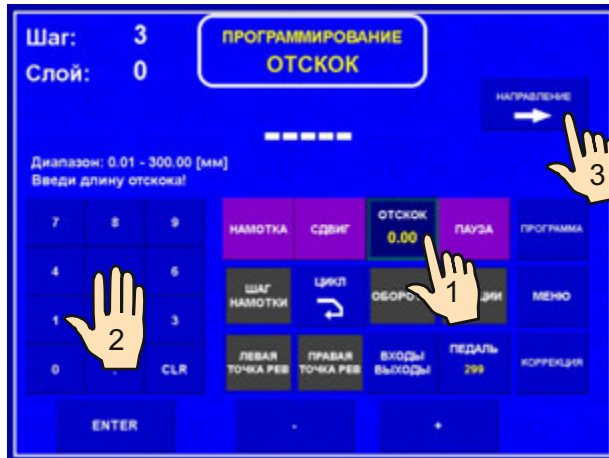 Шаг: 3
Слой: 0
ПРОГРАММИРОВАНИЕ
ОТСКОК
НАПРАВЛЕНИЕ
Диапазон: 0.01 - 300.00 [мм]
Введи длину отскока!
7 8 9
НАМОТКА СДВИГ ОТСКОК ПАУЗА ПРОГРАММА
0.00
4 6
ШАГ НАМОТКИ
ЦИКЛ
МЕНЮ
1 3
ЛЕВАЯ ТОЧКА РЕВ
ПРАВАЯ ТОЧКА РЕВ
ВХОДЫ ВЫХОДЫ
ПЕДАЛЬ
299
КОРРЕКЦИЯ
0 . CLR
ENTER - +
1
2
3